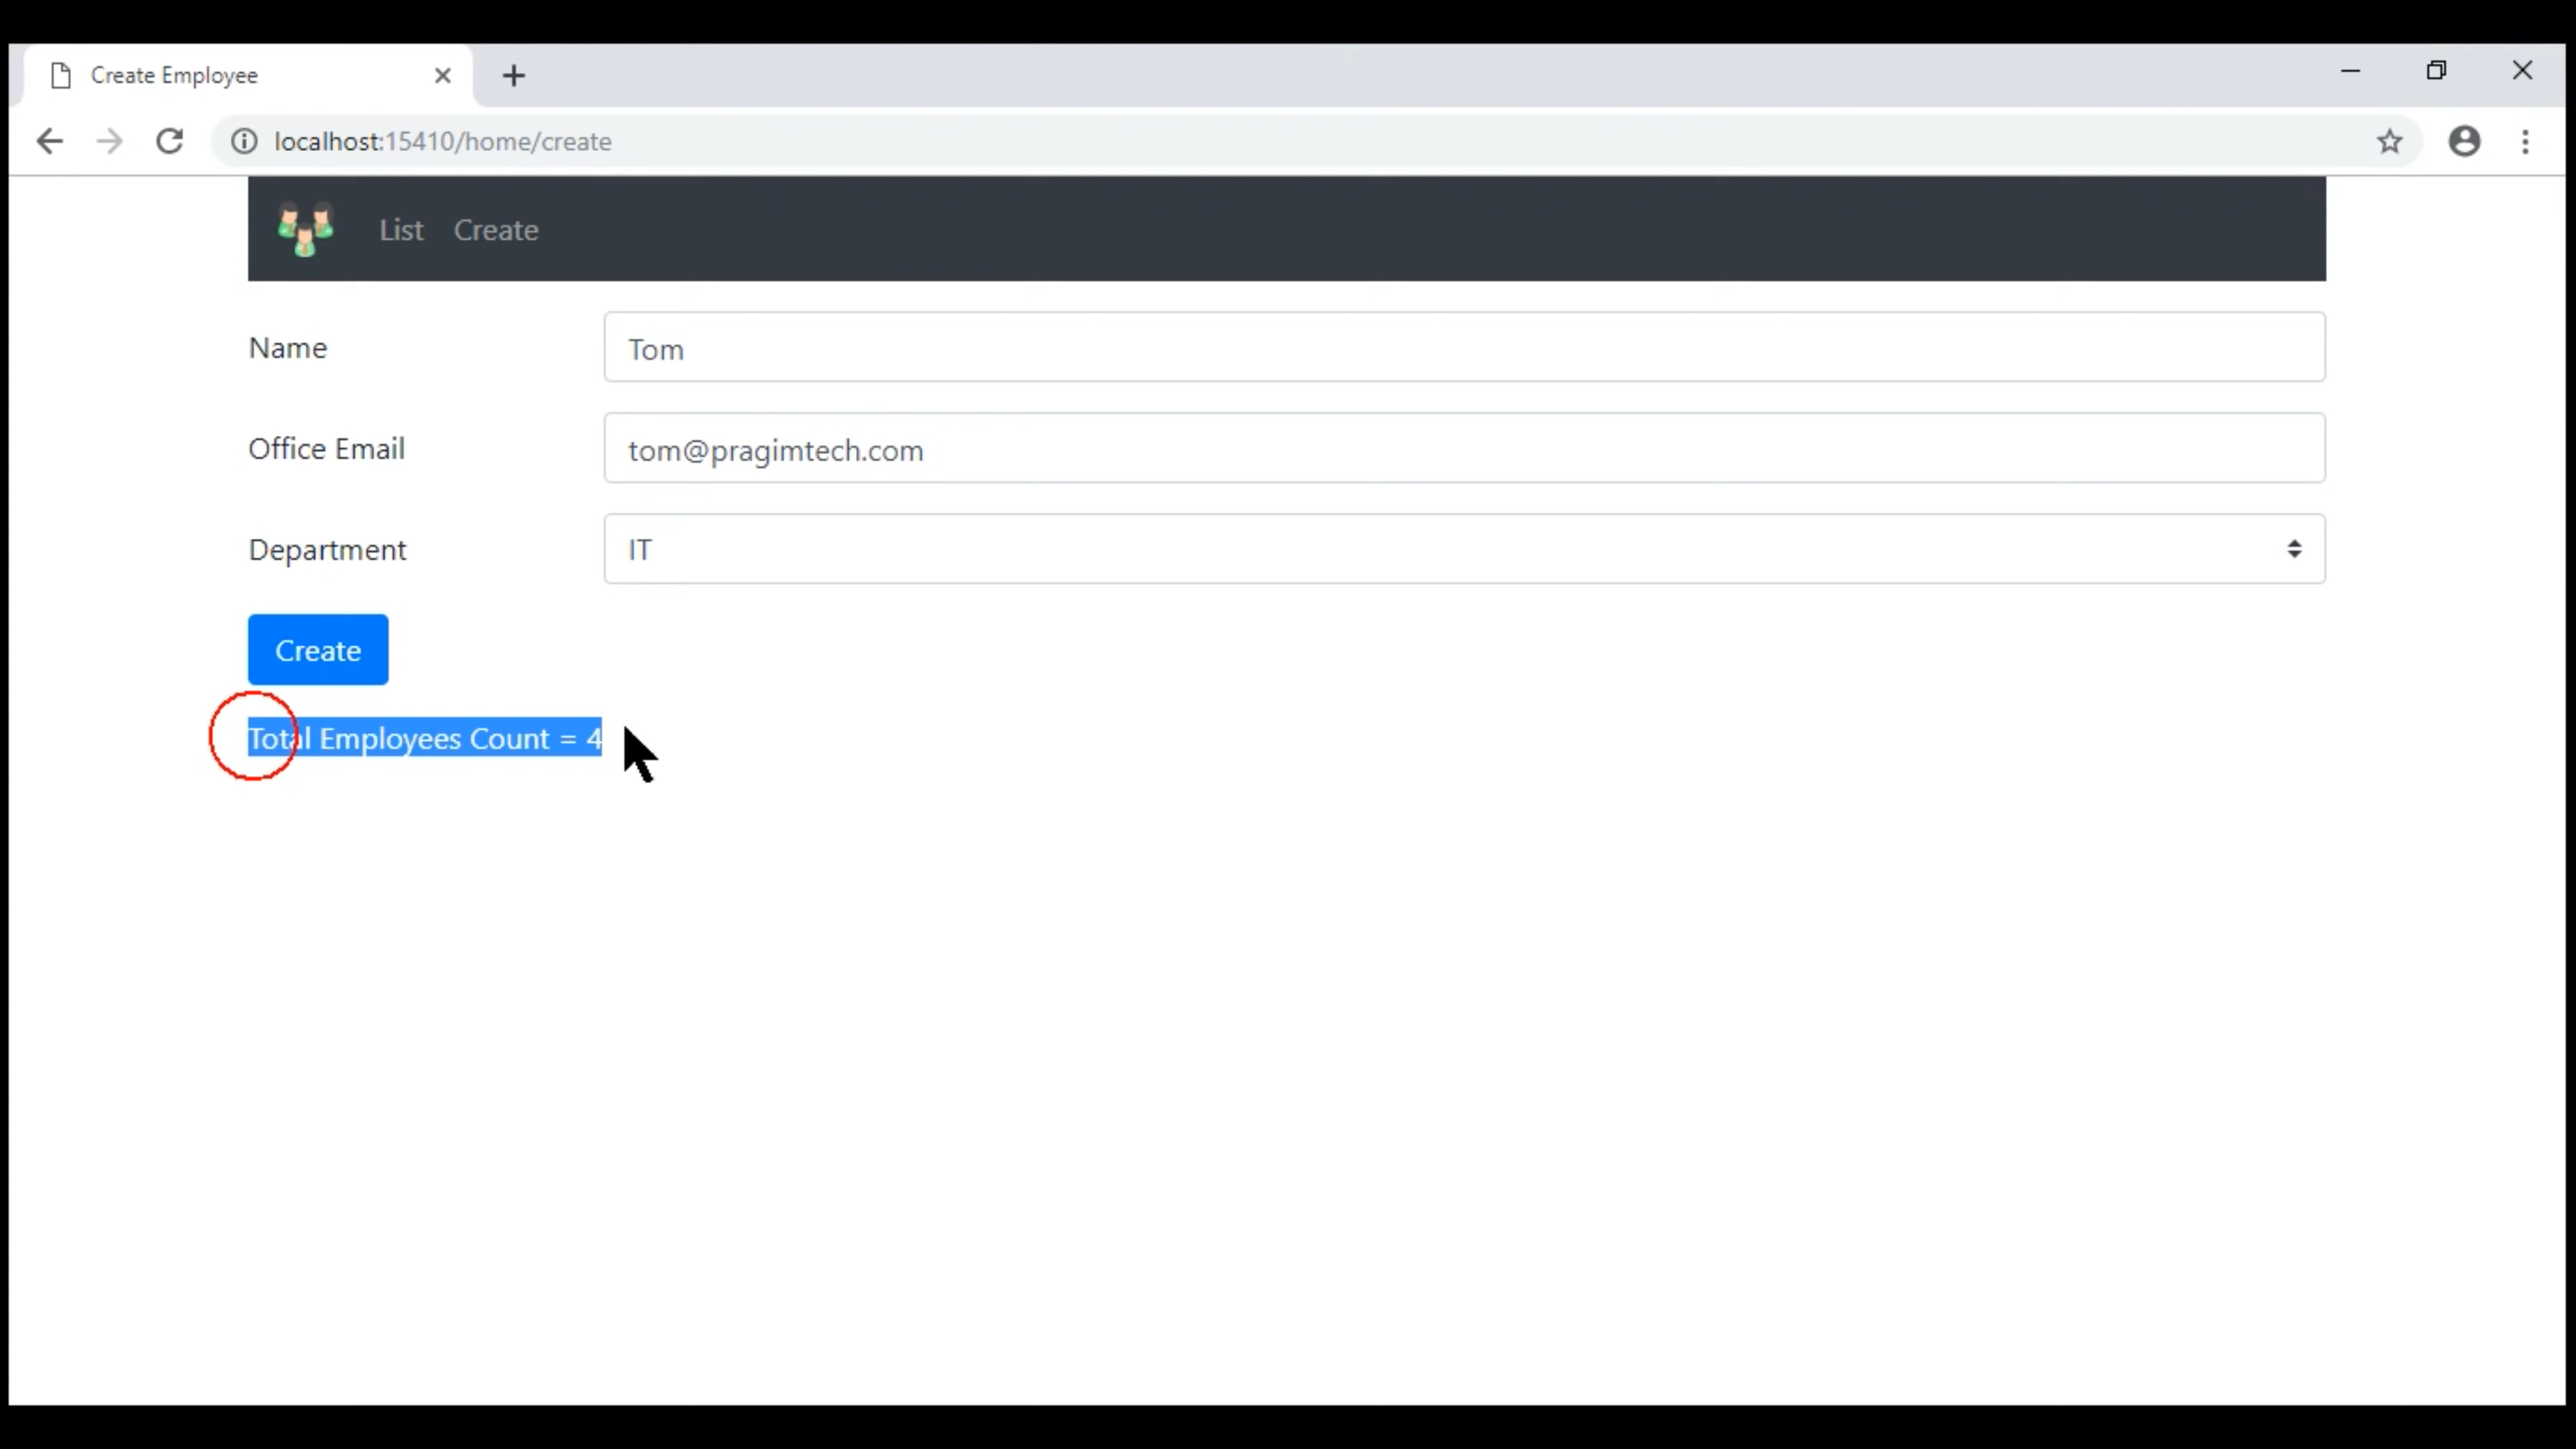 Create Employee
localhost:15410/home/create
List Create
Name Tom
Office Email tom@pragimtech.com
Department IT
Create
Total Employees Count = 4